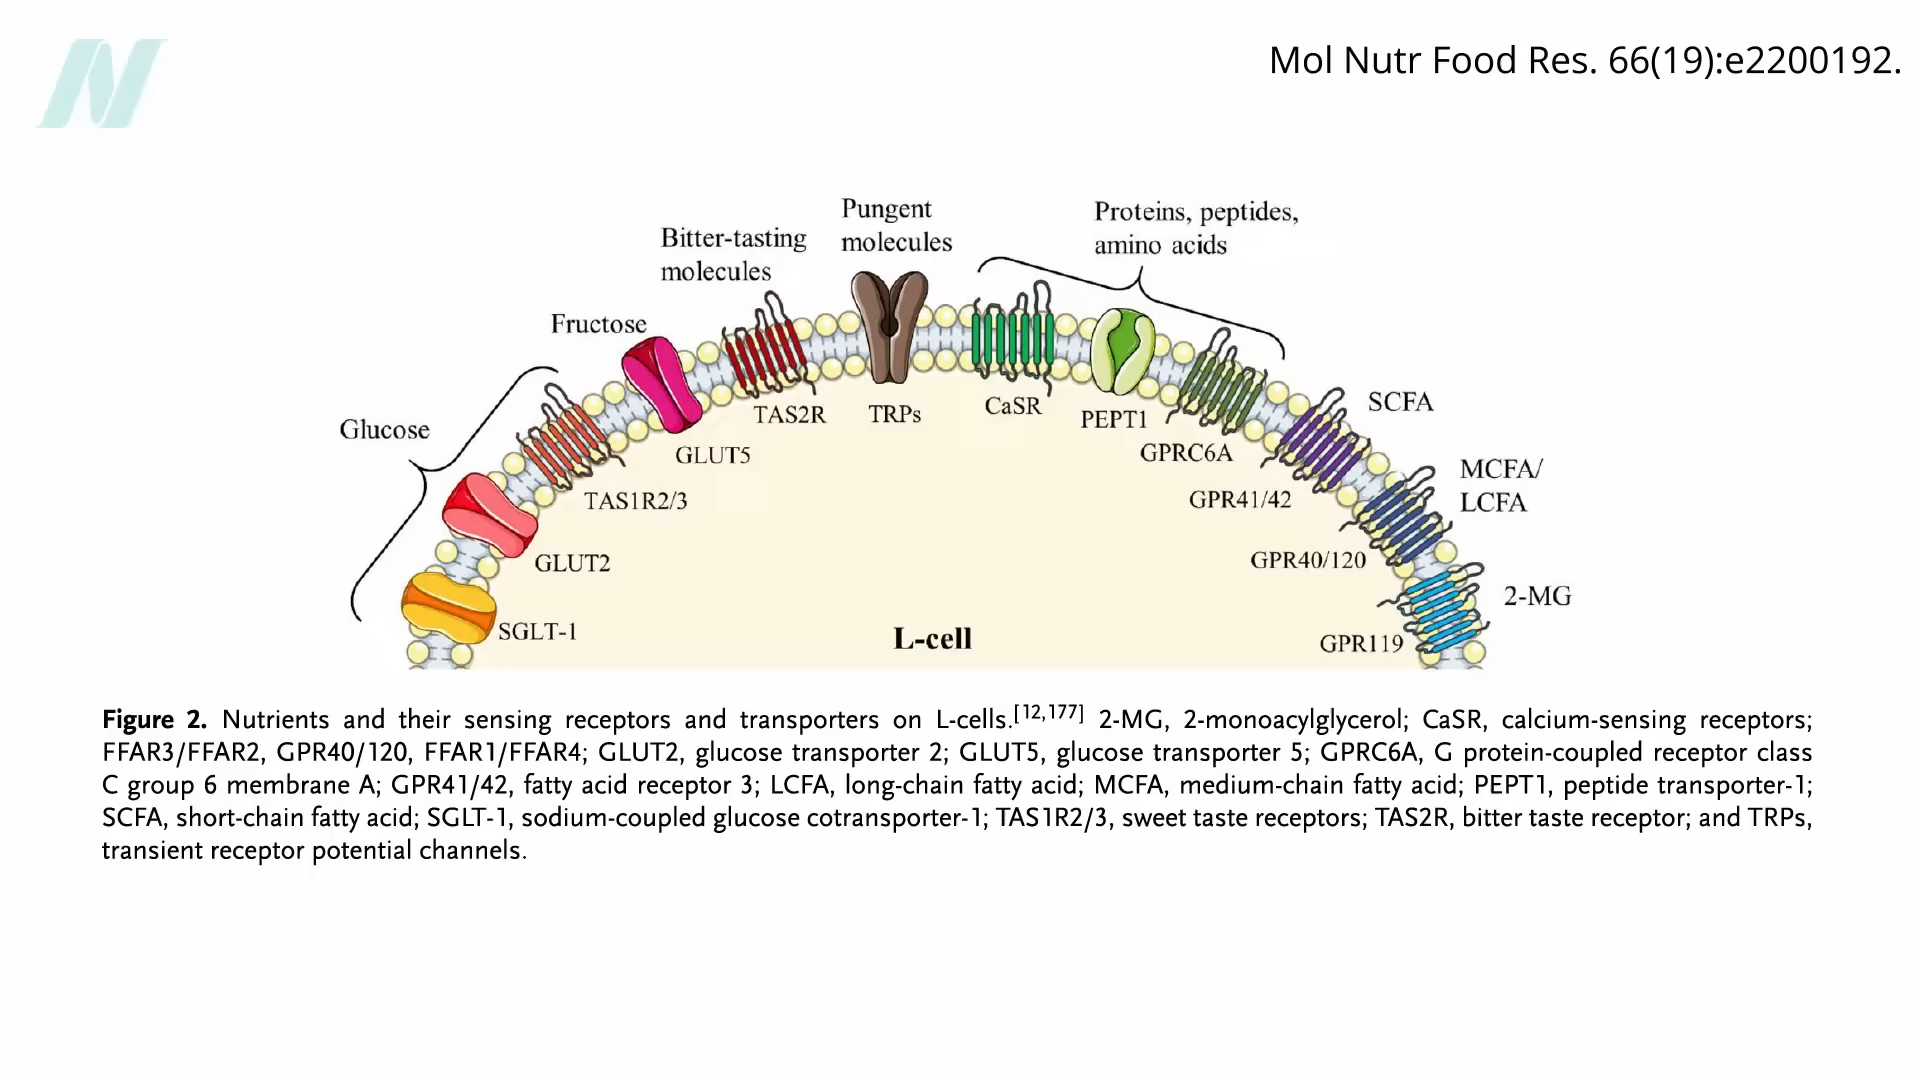 Mol Nutr Food Res. 66(19):e2200192.
Pungent
molecules
Proteins, peptides,
amino acids
Bitter-tasting
molecules
Fructose
Glucose
SCFA
MCFA/
LCFA
2-MG
TAS2R
TRPs
CaSR
PEPT1
GLUT5
GPRC6A
TAS1R2/3
GPR41/42
GLUT2
GPR40/120
SGLT-1
L-cell
GPR119
Figure 2. Nutrients and their sensing receptors and transporters on L-cells.[12,177] 2-MG, 2-monoacylglycerol; CaSR, calcium-sensing receptors;
FFAR3/FFAR2, GPR40/120, FFAR1/FFAR4; GLUT2, glucose transporter 2; GLUT5, glucose transporter 5; GPRC6A, G protein-coupled receptor class
C group 6 membrane A; GPR41/42, fatty acid receptor 3; LCFA, long-chain fatty acid; MCFA, medium-chain fatty acid; PEPT1, peptide transporter-1;
SCFA, short-chain fatty acid; SGLT-1, sodium-coupled glucose cotransporter-1; TAS1R2/3, sweet taste receptors; TAS2R, bitter taste receptor; and TRPs,
transient receptor potential channels.